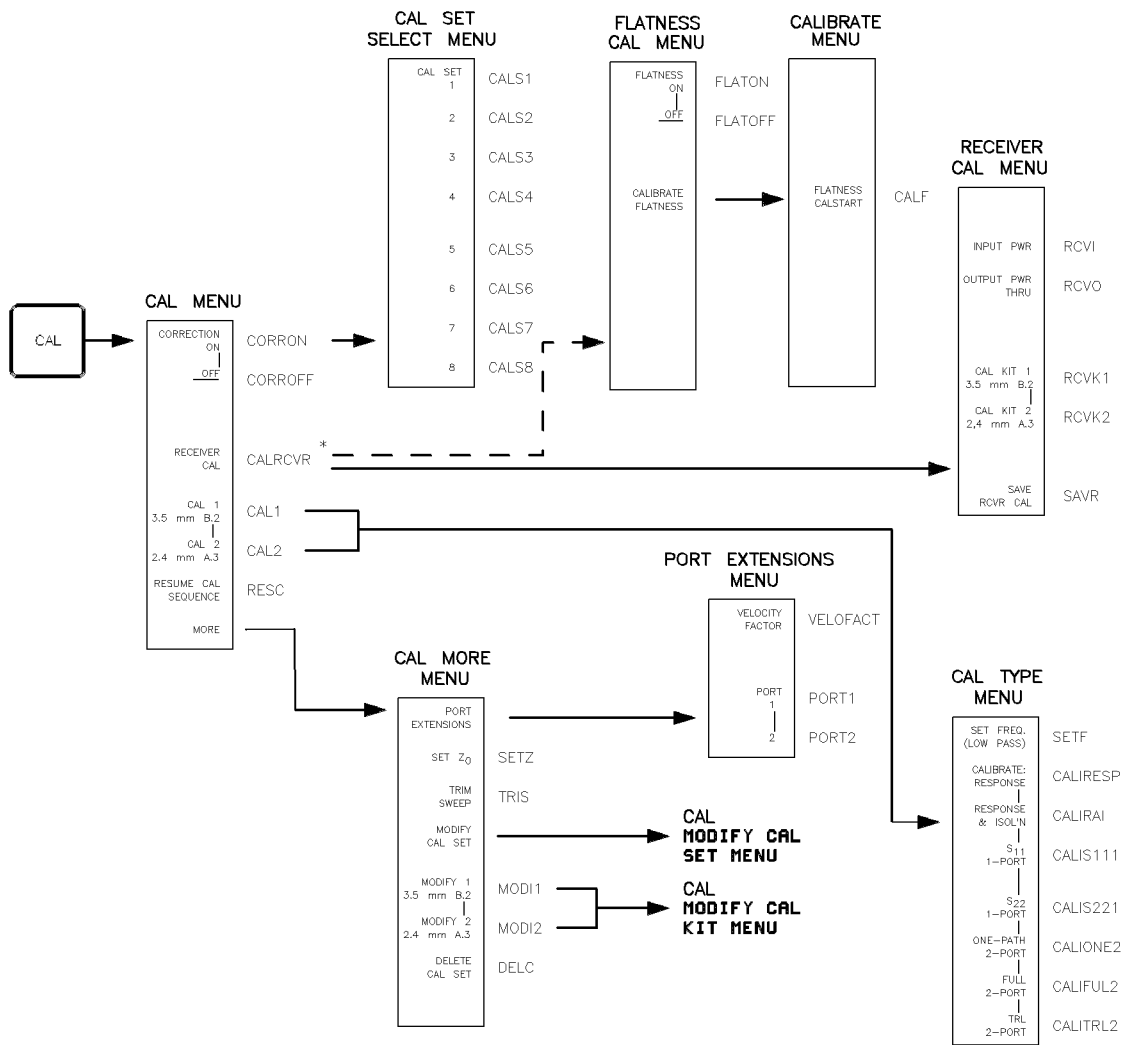 CAL
CAL MENU
CORRECTION
ON
OFF
CORRON
CORROFF
RECEIVER
CAL
CALRCVR *
CAL 1
3.5 mm B.2
CAL 2
2.4 mm A.3
CAL1
CAL2
RESUME CAL
SEQUENCE
RESC
MORE
CAL SET
SELECT MENU
CAL SET
1
CALS1
2
CALS2
3
CALS3
4
CALS4
5
CALS5
6
CALS6
7
CALS7
8
CALS8
FLATNESS
CAL MENU
FLATNESS
ON
OFF
FLATON
FLATOFF
CALIBRATE
FLATNESS
CALIBRATE
MENU
FLATNESS
CALSTART
CALF
RECEIVER
CAL MENU
INPUT PWR
RCVI
OUTPUT PWR
THRU
RCVO
CAL KIT 1
3.5 mm B.2
RCVK1
CAL KIT 2
2,4 mm A.3
RCVK2
SAVE
RCVR CAL
SAVR
CAL MORE
MENU
PORT
EXTENSIONS
SET Z0
SETZ
TRIM
SWEEP
TRIS
MODIFY
CAL SET
MODIFY 1
3.5 mm B.2
MODI1
MODIFY 2
2.4 mm A.3
MODI2
DELETE
CAL SET
DELC
PORT EXTENSIONS
MENU
VELOCITY
FACTOR
VELOFACT
PORT
1
PORT1
2
PORT2
CAL
MODIFY CAL
SET MENU
CAL
MODIFY CAL
KIT MENU
CAL TYPE
MENU
SET FREQ.
(LOW PASS)
SETF
CALIBRATE:
RESPONSE
CALIRESP
RESPONSE
& ISOL'N
CALIRAI
S11
1-PORT
CALIS111
S22
1-PORT
CALIS221
ONE-PATH
2-PORT
CALIONE2
FULL
2-PORT
CALIFUL2
TRL
2-PORT
CALITRL2